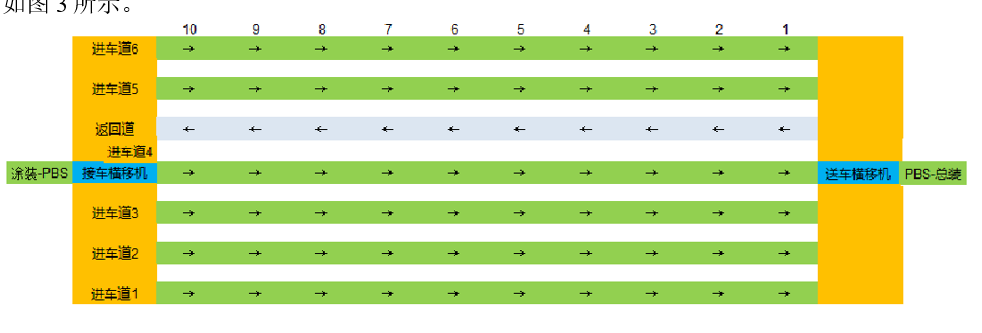 如图 3 所示。
10 9 8 7 6 5 4 3 2 1
进车道6 → → → → → → → → → →
进车道5 → → → → → → → → → →
返回道 ← ← ← ← ← ← ← ← ← ←
进车道4
涂装-PBS 接车横移机 → → → → → → → → → → 送车横移机 PBS-总装
进车道3 → → → → → → → → → →
进车道2 → → → → → → → → → →
进车道1 → → → → → → → → → →